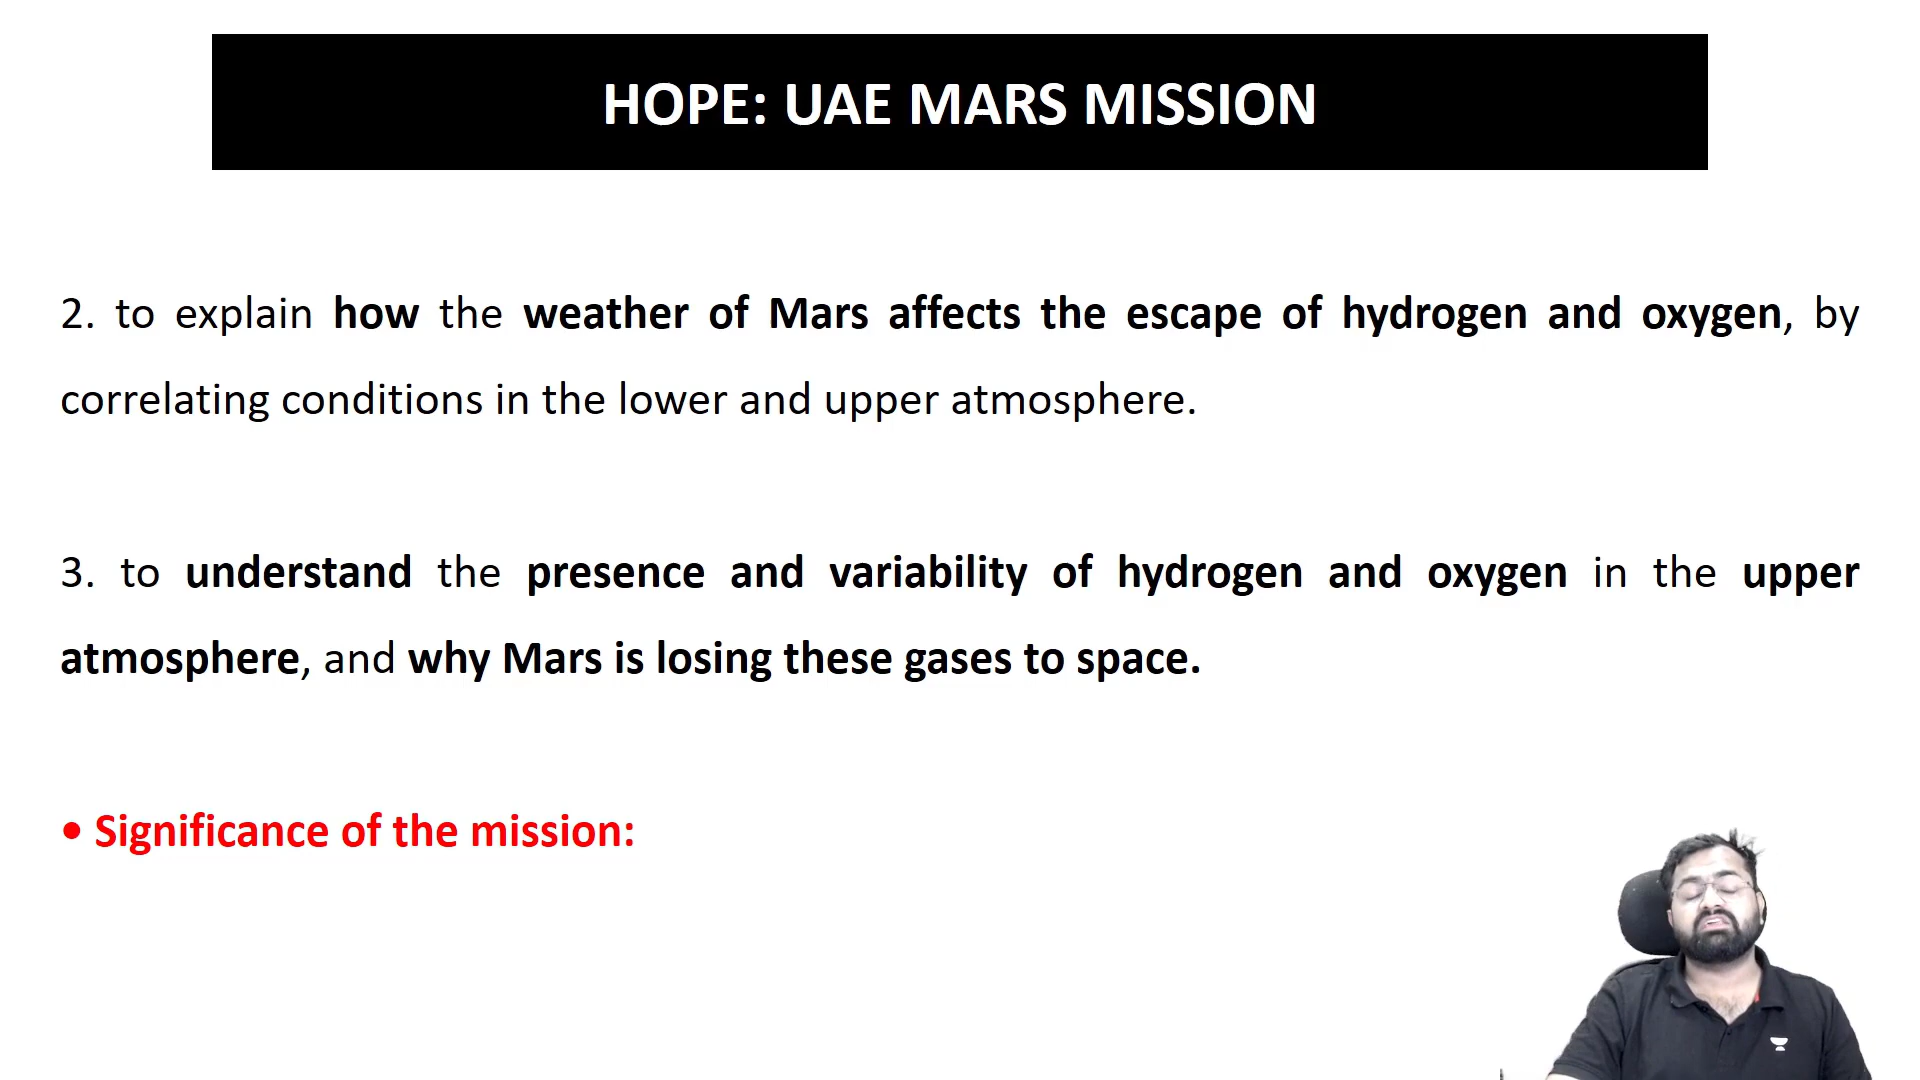 HOPE: UAE MARS MISSION
2. to explain how the weather of Mars affects the escape of hydrogen and oxygen, by
correlating conditions in the lower and upper atmosphere.
3. to understand the presence and variability of hydrogen and oxygen in the upper
atmosphere, and why Mars is losing these gases to space.
• Significance of the mission: